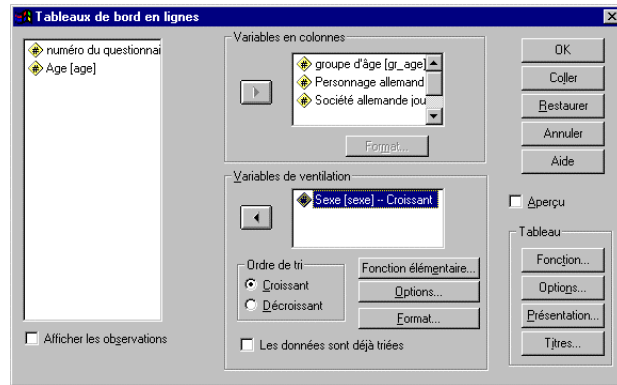 Tableaux de bord en lignes
numéro du questionnai
Age [age]
Afficher les observations
Variables en colonnes
groupe d'âge [gr_age]
Personnage allemand
Société allemande jou
Format...
Variables de ventilation
Sexe [sexe] -- Croissant
Ordre de tri
Croissant
Décroissant
Fonction élémentaire...
Options...
Format...
Les données sont déjà triées
OK
Coller
Restaurer
Annuler
Aide
Aperçu
Tableau
Fonction...
Options...
Présentation...
Titres...